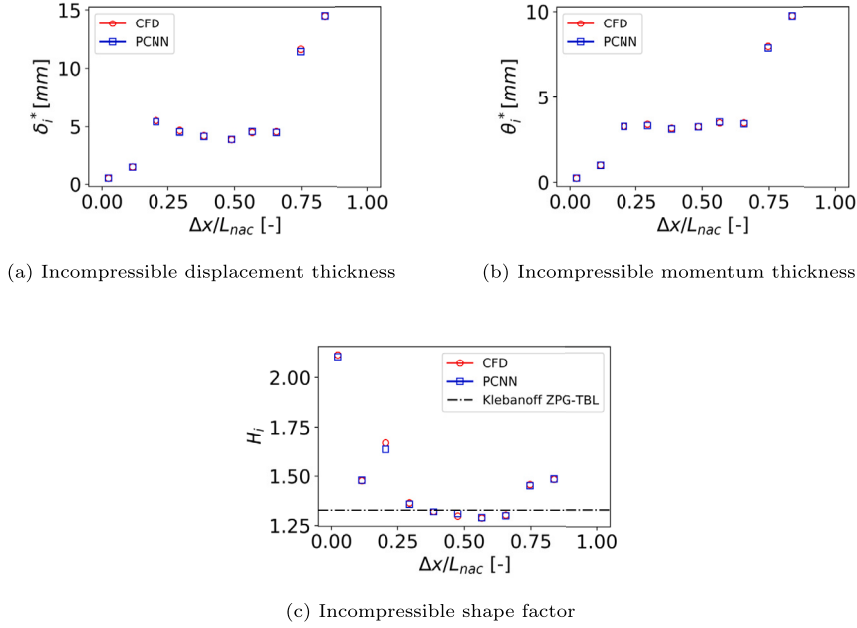 15
10
5
0
δᵢ* [mm]
CFD
PCNN
0.00 0.25 0.50 0.75 1.00
Δx/Lnac [-]
(a) Incompressible displacement thickness
10
5
0
θᵢ* [mm]
CFD
PCNN
0.00 0.25 0.50 0.75 1.00
Δx/Lnac [-]
(b) Incompressible momentum thickness
2.00
1.75
1.50
1.25
Hᵢ
CFD
PCNN
Klebanoff ZPG-TBL
0.00 0.25 0.50 0.75 1.00
Δx/Lnac [-]
(c) Incompressible shape factor